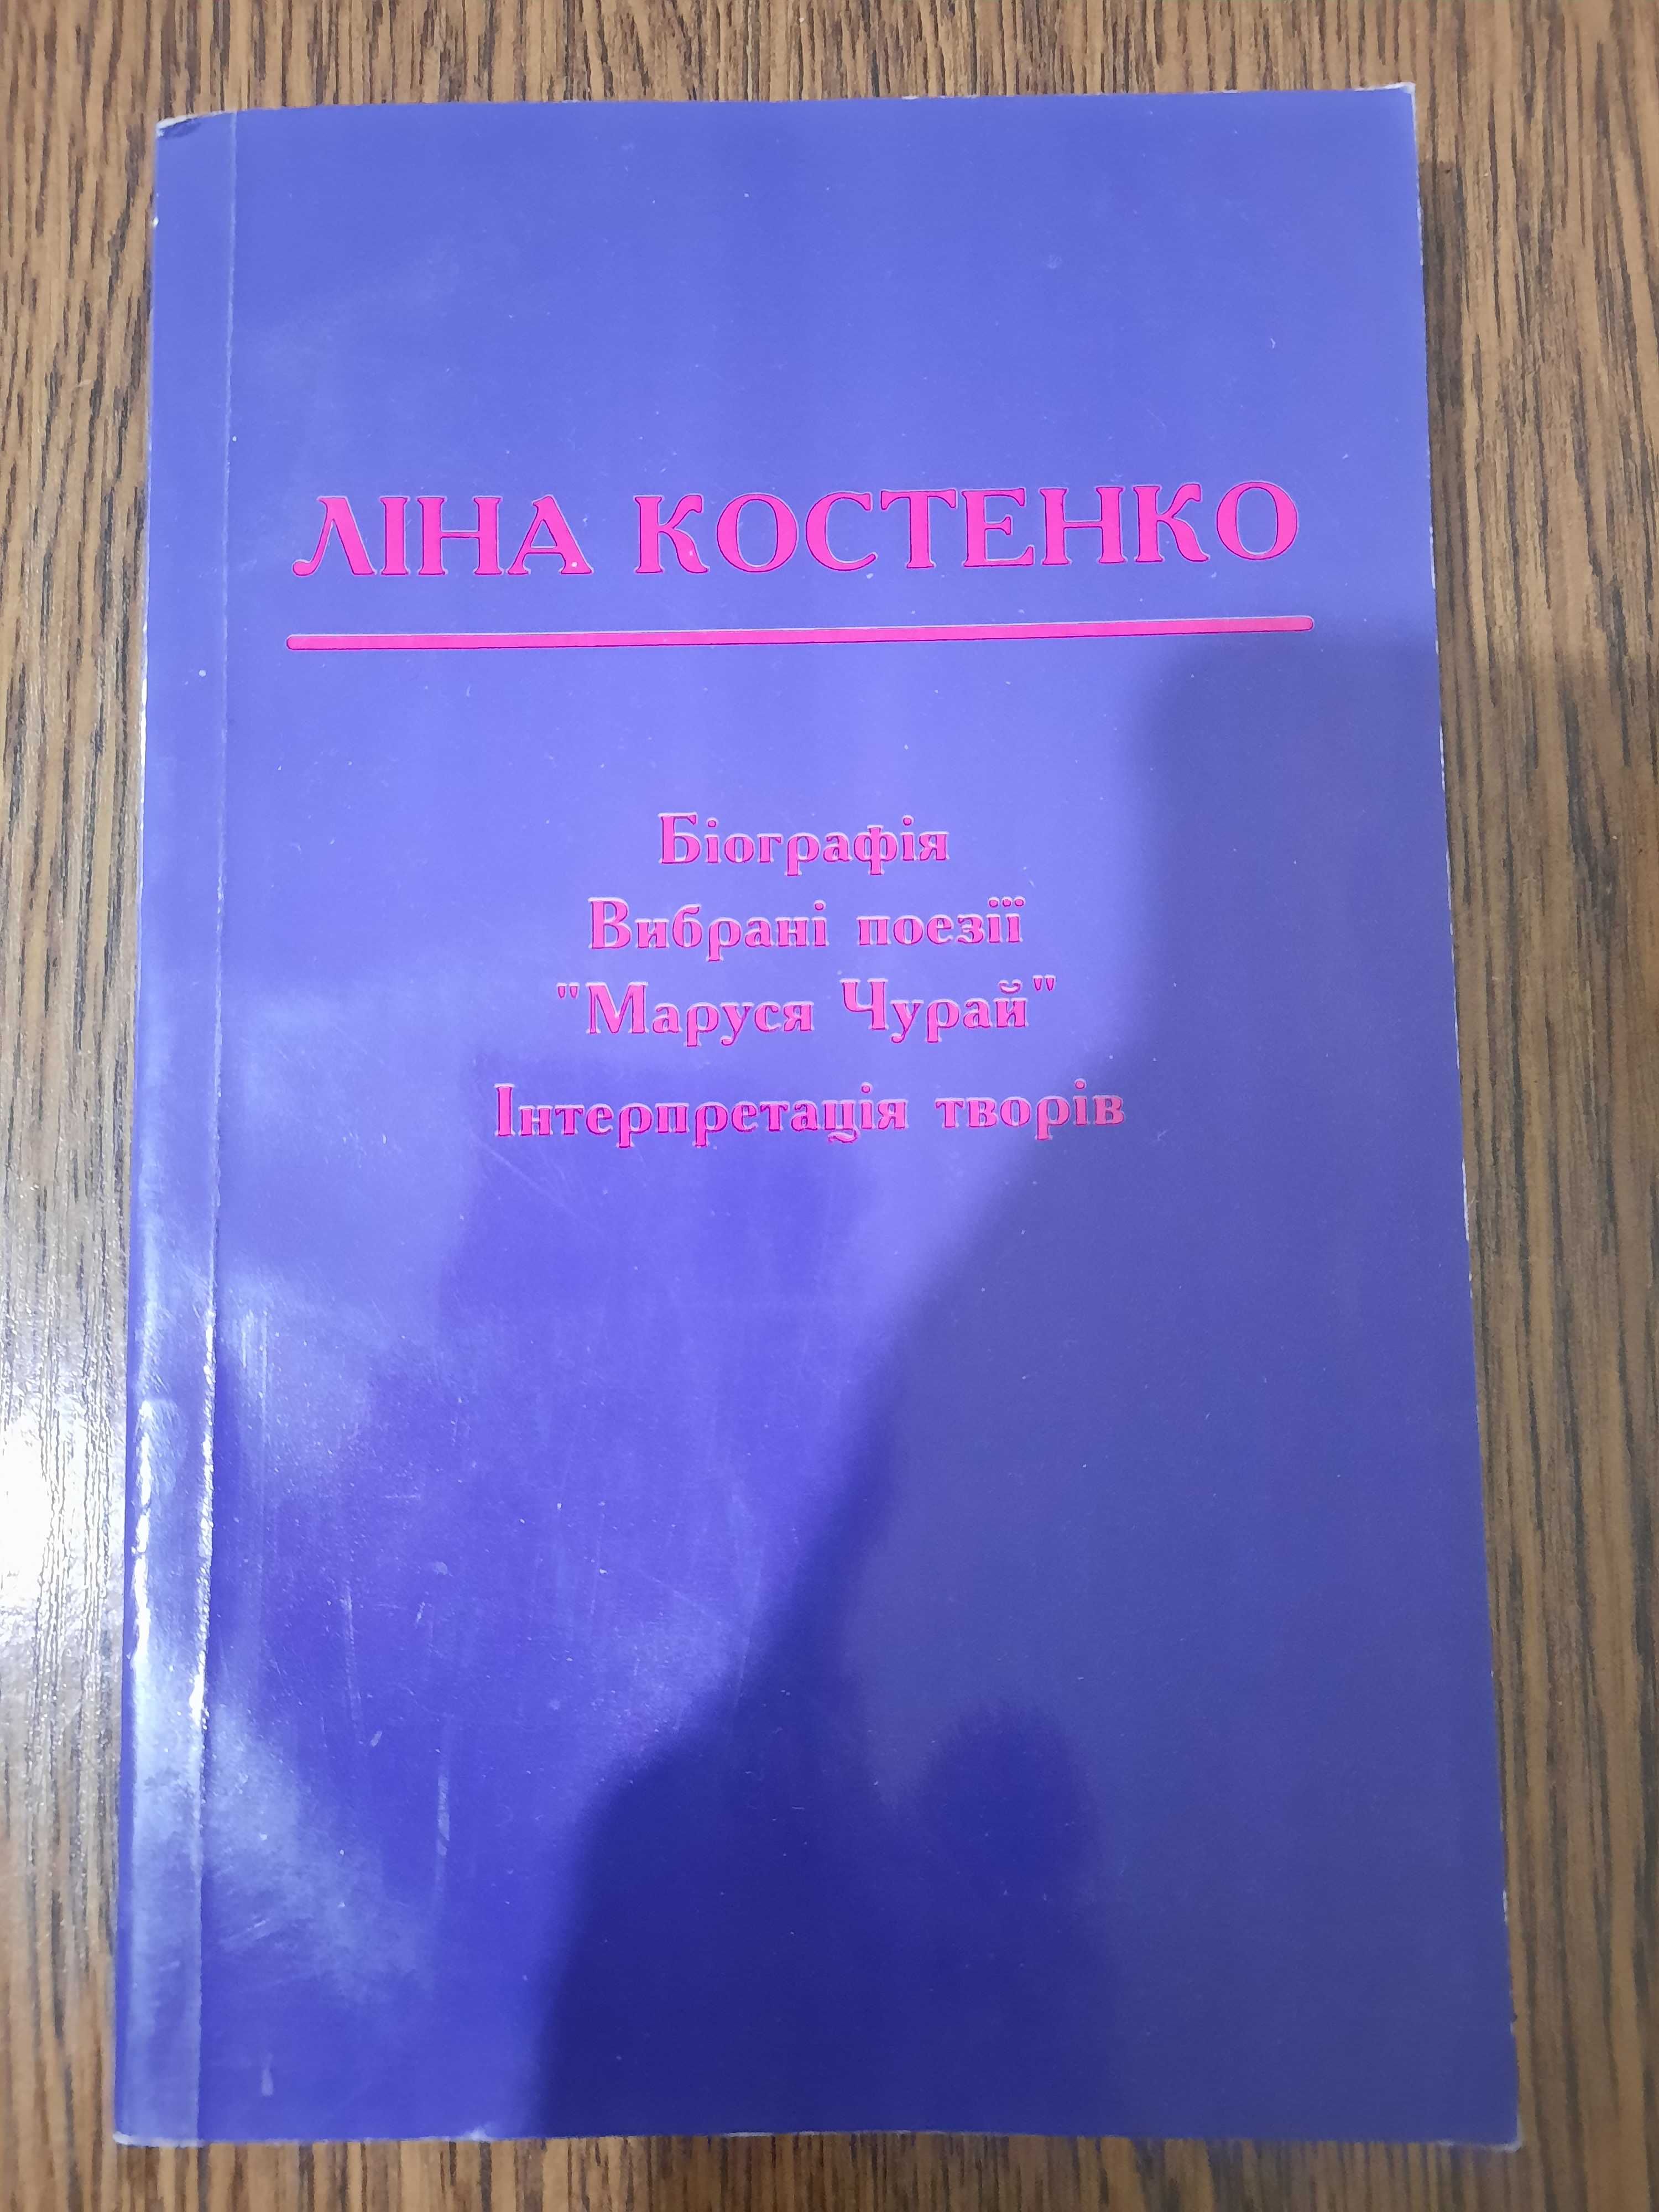 ЛІНА КОСТЕНКО
Біографія
Вибрані поезії
"Маруся Чурай"
Інтерпретація творів